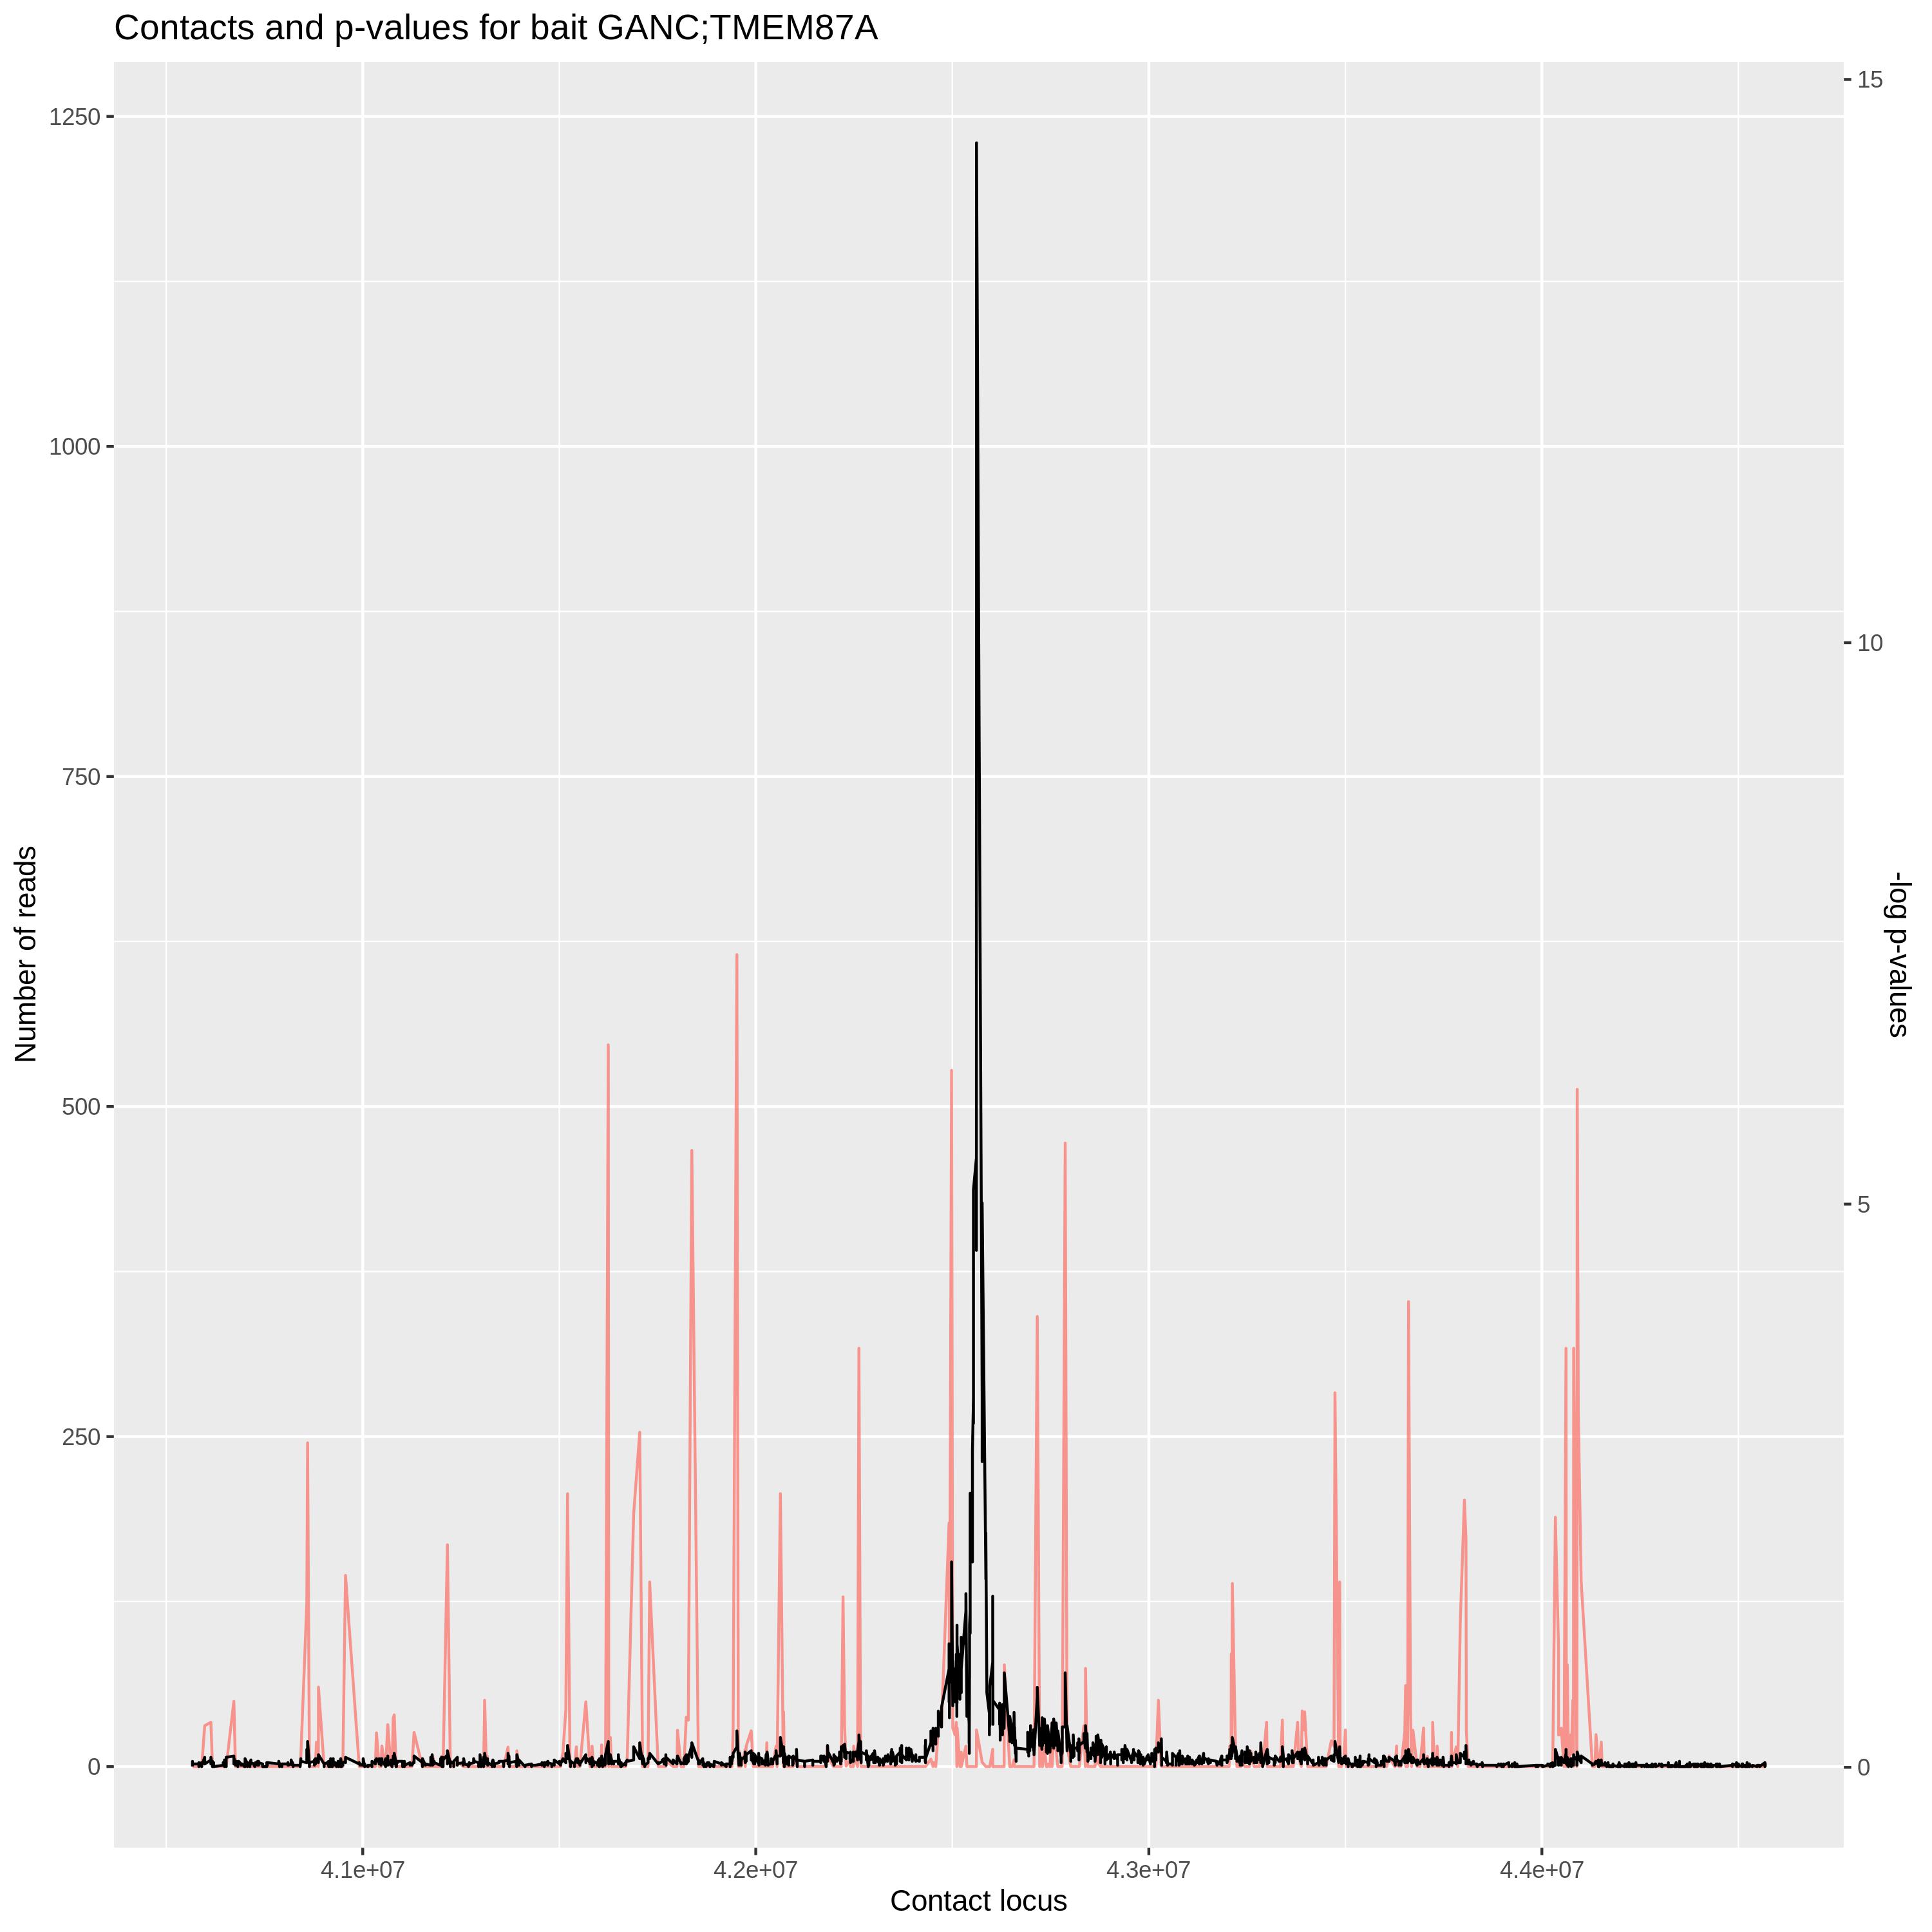 Contacts and p-values for bait GANC;TMEM87A
1250
1000
750
500
250
0
Number of reads
15
10
5
0
-log p-values
4.1e+07
4.2e+07
4.3e+07
4.4e+07
Contact locus